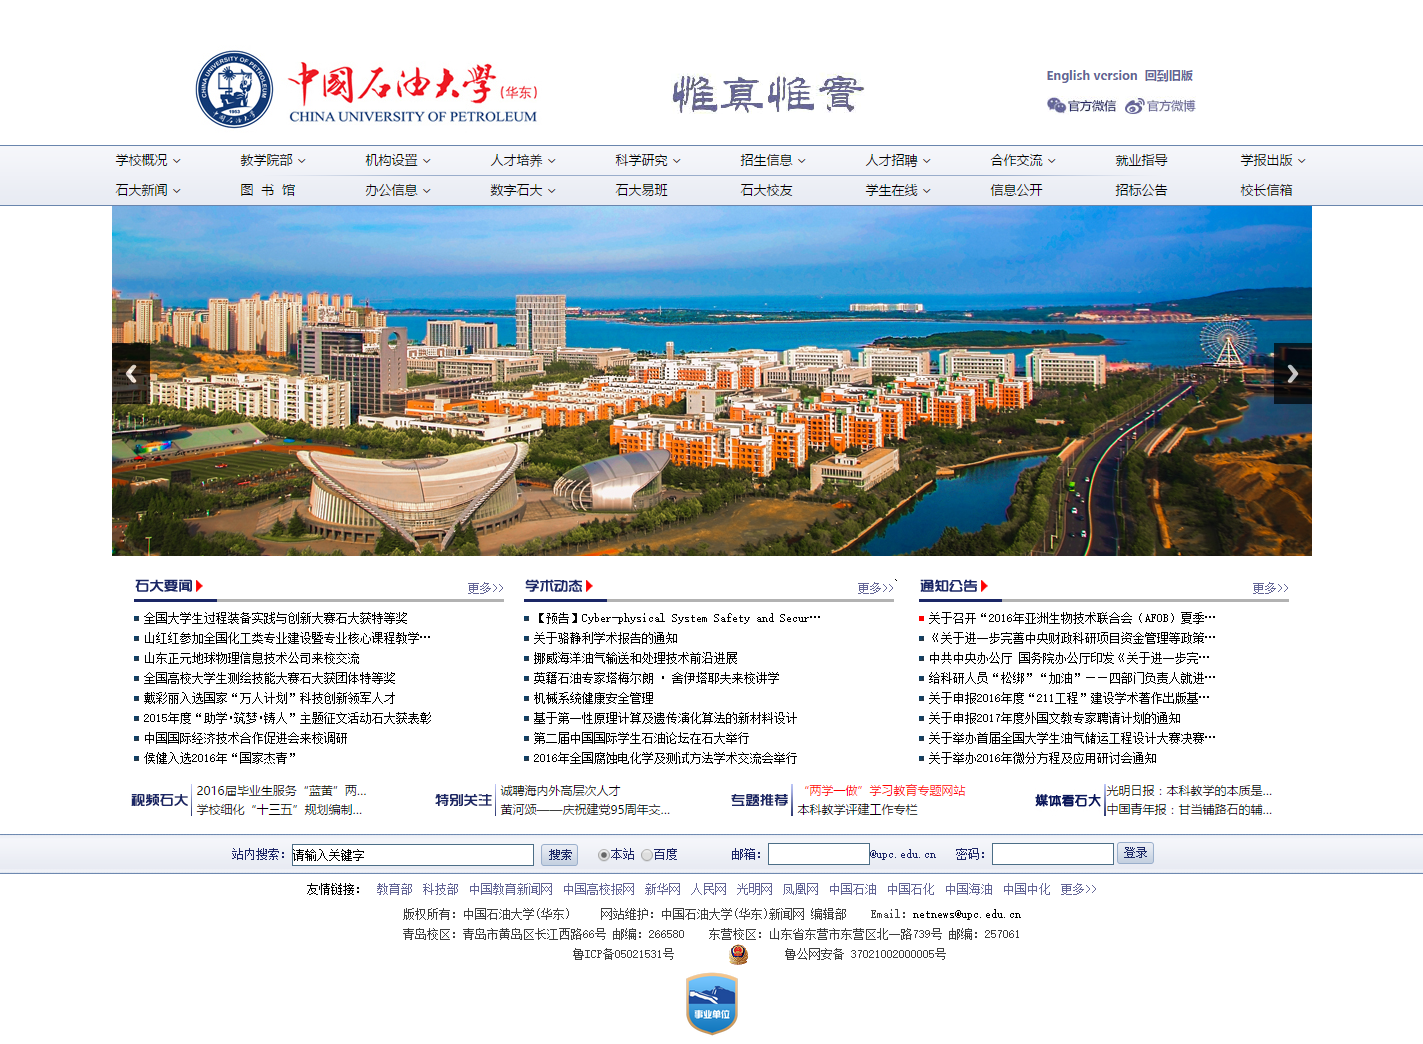 中国石油大学(华东)
CHINA UNIVERSITY OF PETROLEUM
惟真惟實
English version 回到旧版
官方微信 官方微博
学校概况 教学院部 机构设置 人才培养 科学研究 招生信息 人才招聘 合作交流 就业指导 学报出版
石大新闻 图 书 馆 办公信息 数字石大 石大易班 石大校友 学生在线 信息公开 招标公告 校长信箱
石大要闻 更多>>
全国大学生过程装备实践与创新大赛石大获特等奖
山红红参加全国化工类专业建设暨专业核心课程教学…
山东正元地球物理信息技术公司来校交流
全国高校大学生测绘技能大赛石大获团体特等奖
戴彩丽入选国家“万人计划”科技创新领军人才
2015年度“助学·筑梦·铸人”主题征文活动石大获表彰
中国国际经济技术合作促进会来校调研
侯健入选2016年“国家杰青”
学术动态 更多>>
【预告】Cyber-physical System Safety and Secur…
关于骆静利学术报告的通知
挪威海洋油气输送和处理技术前沿进展
英籍石油专家塔梅尔朗 · 舍伊塔耶夫来校讲学
机械系统健康安全管理
基于第一性原理计算及遗传演化算法的新材料设计
第二届中国国际学生石油论坛在石大举行
2016年全国腐蚀电化学及测试方法学术交流会举行
通知公告 更多>>
关于召开“2016年亚洲生物技术联合会（AFOB）夏季…
《关于进一步完善中央财政科研项目资金管理等政策…
中共中央办公厅 国务院办公厅印发《关于进一步完…
给科研人员“松绑”“加油”——四部门负责人就进…
关于申报2016年度“211工程”建设学术著作出版基…
关于申报2017年度外国文教专家聘请计划的通知
关于举办首届全国大学生油气储运工程设计大赛决赛…
关于举办2016年微分方程及应用研讨会通知
视频石大
2016届毕业生服务“蓝黄”两...
学校细化“十三五”规划编制...
特别关注
诚聘海内外高层次人才
黄河颂——庆祝建党95周年交...
专题推荐
“两学一做”学习教育专题网站
本科教学评建工作专栏
媒体看石大
光明日报：本科教学的本质是...
中国青年报：甘当铺路石的辅...
站内搜索： 请输入关键字 搜索 本站 百度 邮箱： @upc.edu.cn 密码： 登录
友情链接： 教育部 科技部 中国教育新闻网 中国高校报网 新华网 人民网 光明网 凤凰网 中国石油 中国石化 中国海油 中国中化 更多>>
版权所有：中国石油大学(华东) 网站维护：中国石油大学(华东)新闻网 编辑部 Email：netnews@upc.edu.cn
青岛校区：青岛市黄岛区长江西路66号 邮编：266580 东营校区：山东省东营市东营区北一路739号 邮编：257061
鲁ICP备05021531号 鲁公网安备 37021002000005号
事业单位